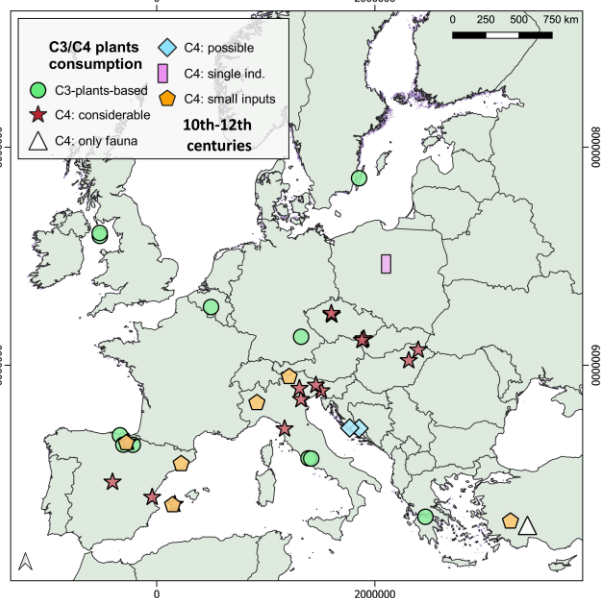 0
2000000
0 250 500 750 km
C3/C4 plants
consumption
C3-plants-based
C4: considerable
C4: only fauna
C4: possible
C4: single ind.
C4: small inputs
10th-12th
centuries
8000000
6000000
0
2000000